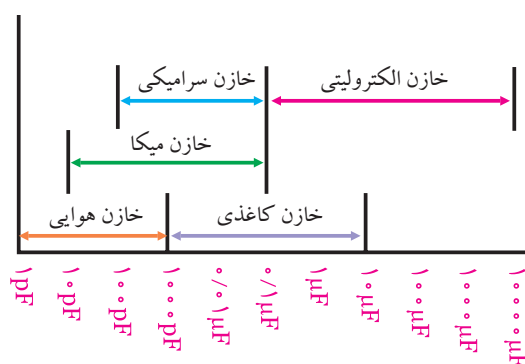 خازن سرامیکی
خازن الکترولیتی
خازن میکا
خازن هوایی
خازن کاغذی
۱pF
۱۰pF
۱۰۰pF
۱۰۰۰pF
۰/۰۱μF
۰/۱μF
۱μF
۱۰μF
۱۰۰μF
۱۰۰۰μF
۱۰۰۰۰μF